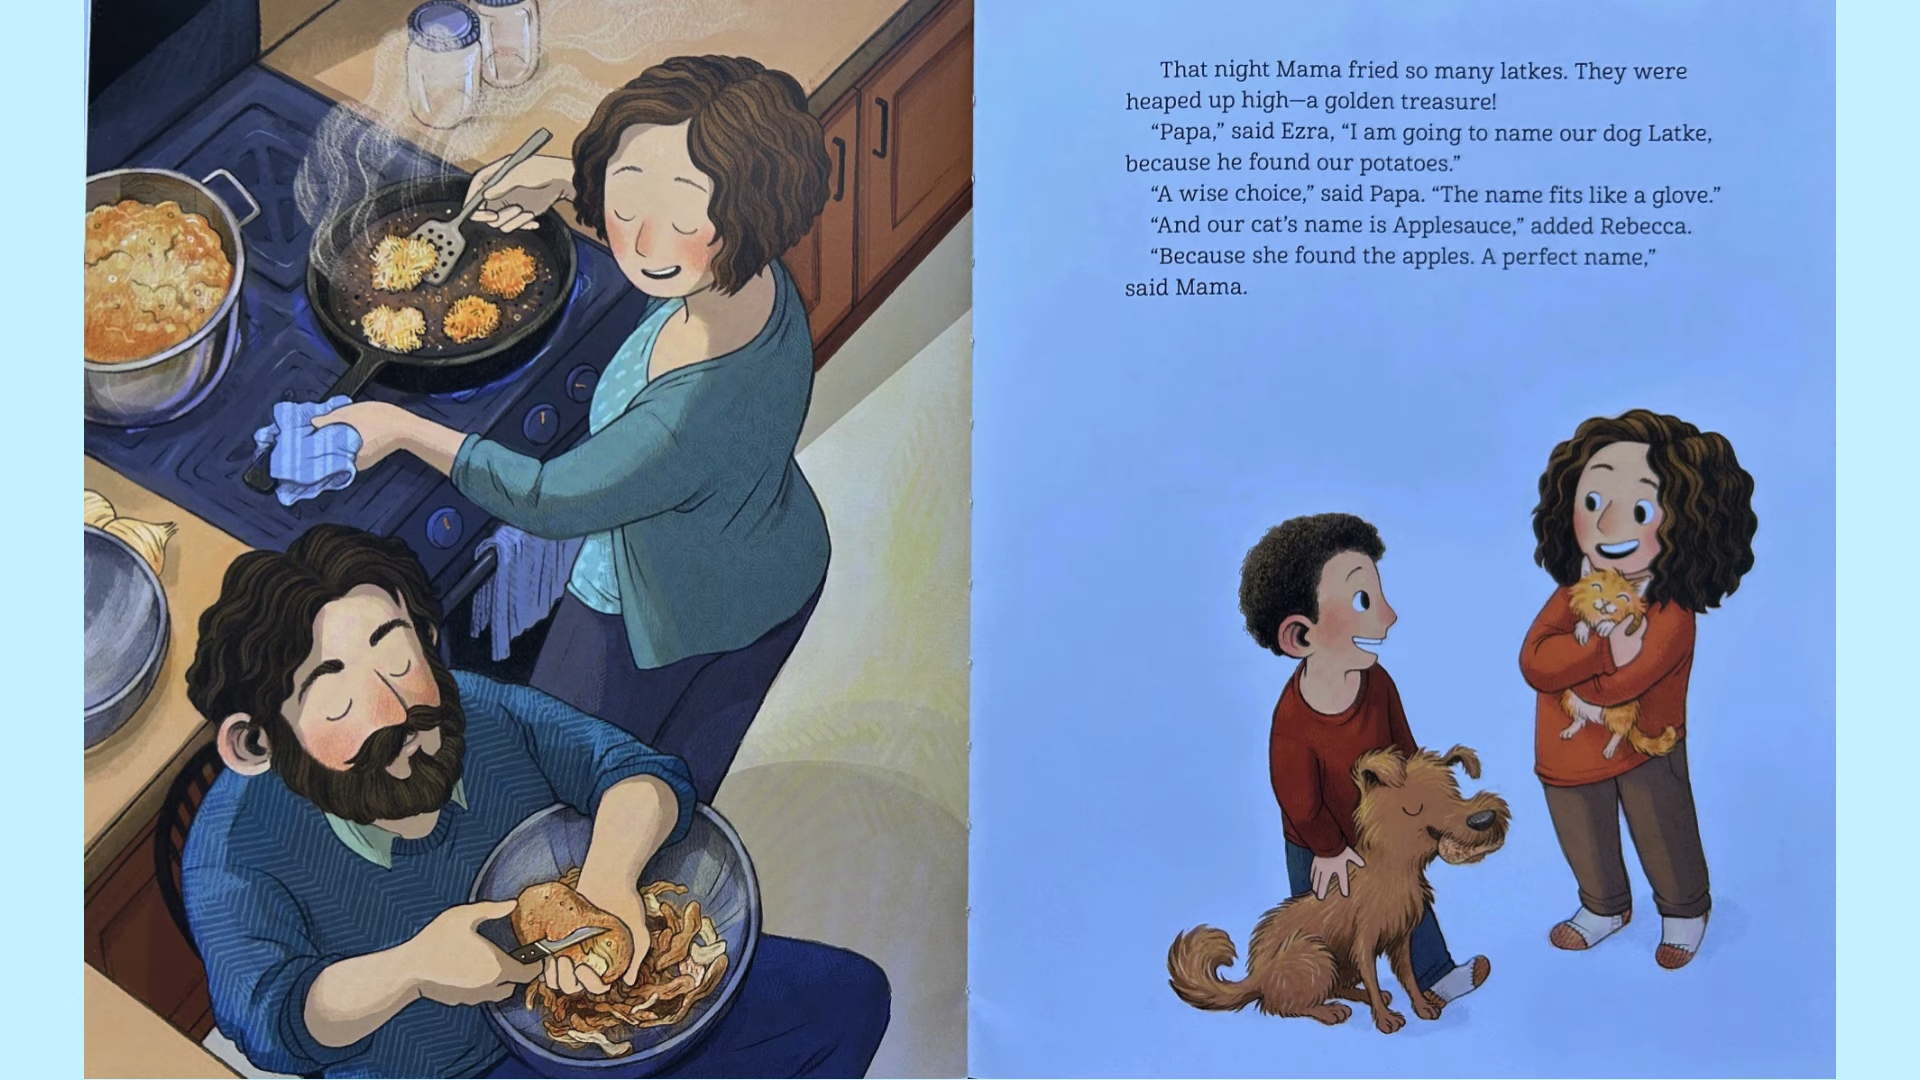 That night Mama fried so many latkes. They were
heaped up high—a golden treasure!
“Papa,” said Ezra, “I am going to name our dog Latke,
because he found our potatoes.”
“A wise choice,” said Papa. “The name fits like a glove.”
“And our cat’s name is Applesauce,” added Rebecca.
“Because she found the apples. A perfect name,”
said Mama.